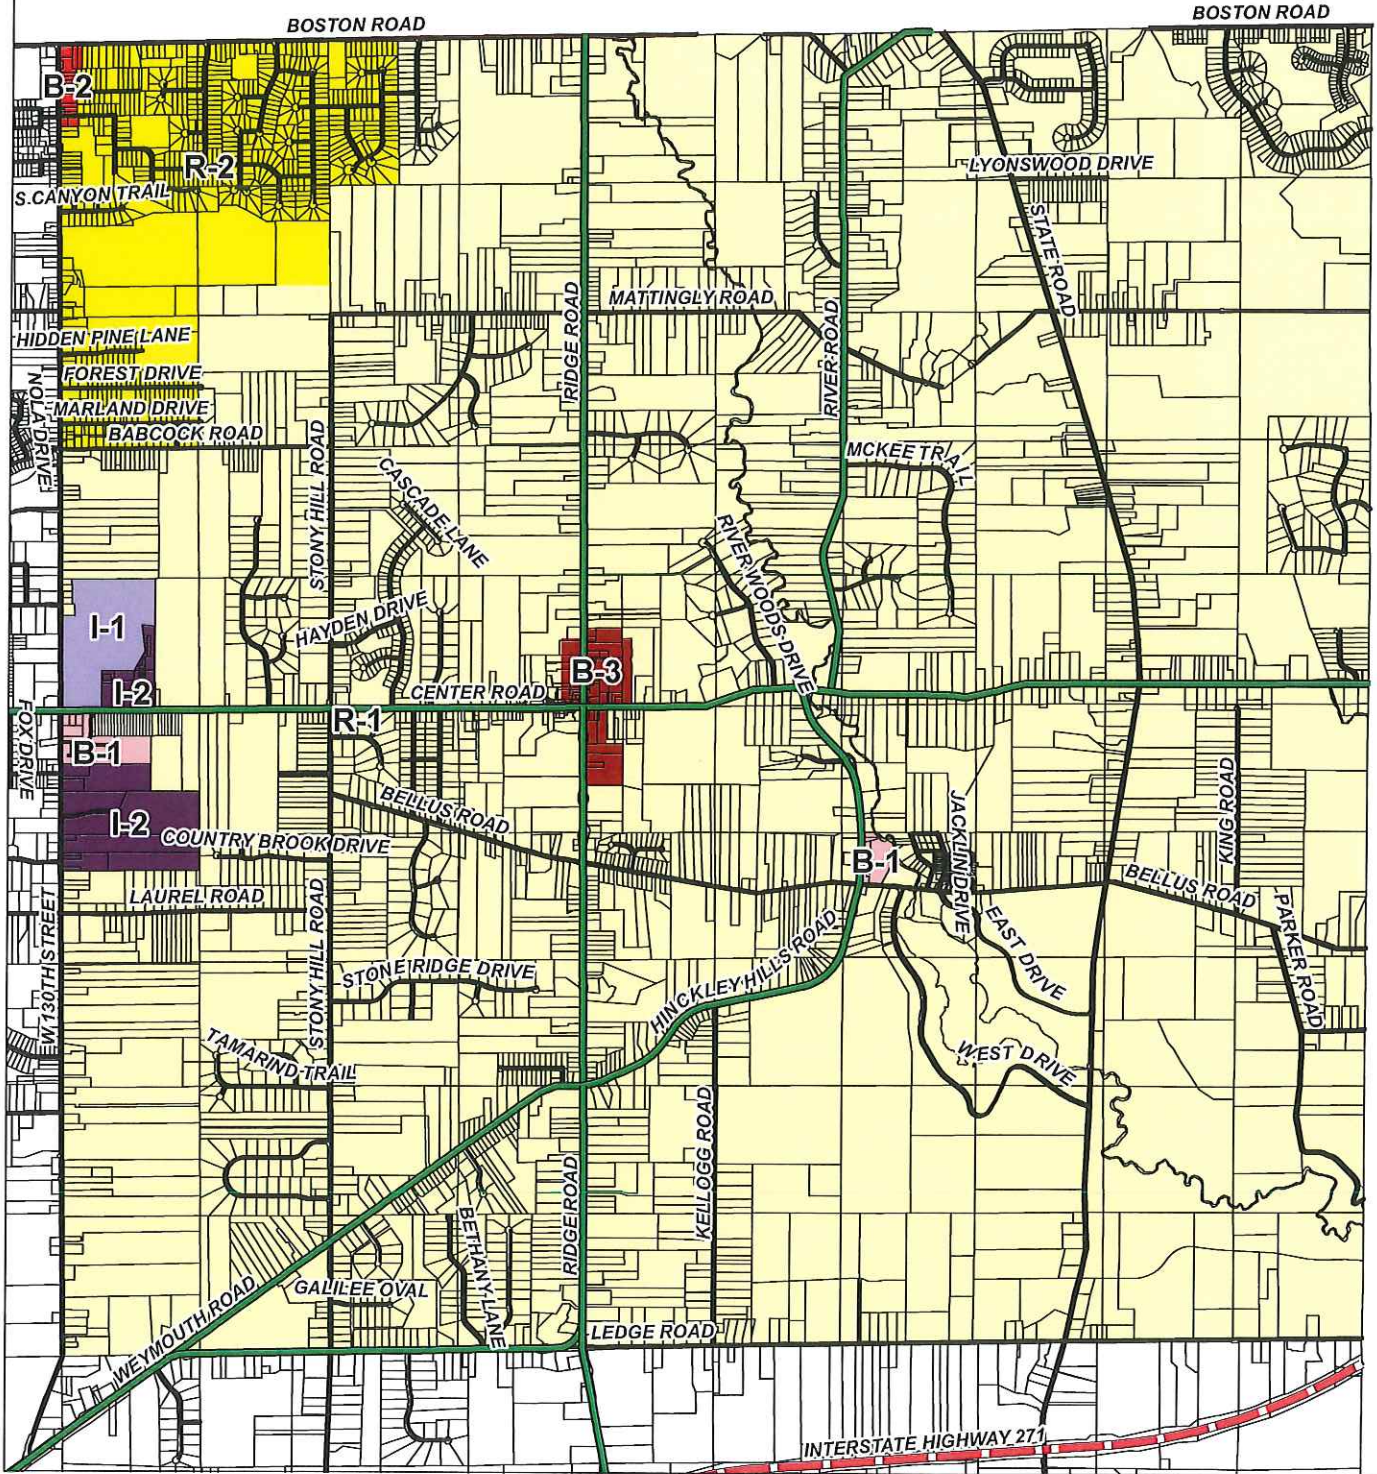 BOSTON ROAD
BOSTON ROAD
B-2
R-2
LYONSWOOD DRIVE
S.CANYON TRAIL
STATE ROAD
MATTINGLY ROAD
RIDGE ROAD
RIVER ROAD
HIDDEN PINE LANE
FOREST DRIVE
NOLA DRIVE
MARLAND DRIVE
BABCOCK ROAD
STONY HILL ROAD
CASCADE LANE
MCKEE TRAIL
RIVER WOODS DRIVE
I-1
HAYDEN DRIVE
B-3
I-2
CENTER ROAD
FOX DRIVE
R-1
B-1
BELLUS ROAD
JACKLIN DRIVE
KING ROAD
I-2
COUNTRY BROOK DRIVE
B-1
BELLUS ROAD
LAUREL ROAD
W 130TH STREET
STONY HILL ROAD
PARKER ROAD
EAST DRIVE
HINCKLEY HILLS ROAD
STONE RIDGE DRIVE
TAMARIND TRAIL
WEST DRIVE
KELLOGG ROAD
RIDGE ROAD
BETHANY LANE
GALILEE OVAL
WEYMOUTH ROAD
LEDGE ROAD
INTERSTATE HIGHWAY 271